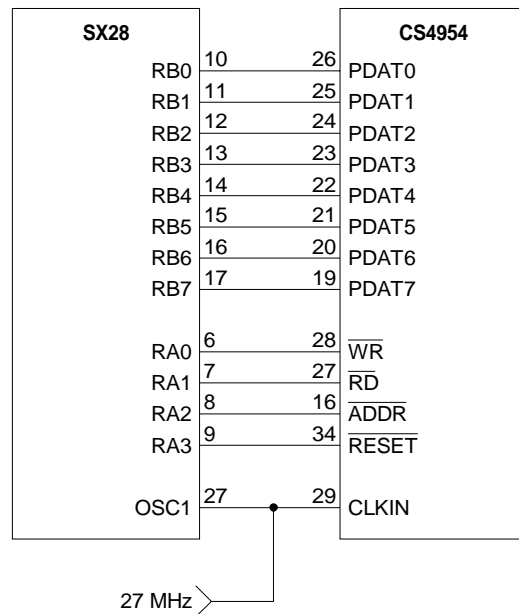 SX28 CS4954
RB0 10 26 PDAT0
RB1 11 25 PDAT1
RB2 12 24 PDAT2
RB3 13 23 PDAT3
RB4 14 22 PDAT4
RB5 15 21 PDAT5
RB6 16 20 PDAT6
RB7 17 19 PDAT7
RA0 6 28 WR
RA1 7 27 RD
RA2 8 16 ADDR
RA3 9 34 RESET
OSC1 27 29 CLKIN
27 MHz